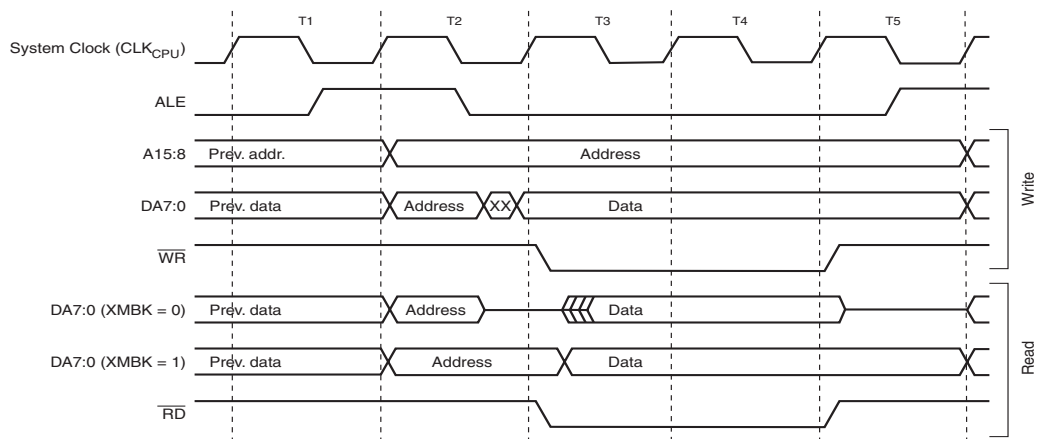 T1 T2 T3 T4 T5
System Clock (CLKCPU)
ALE
A15:8 Prev. addr. Address
DA7:0 Prev. data Address XX Data
WR
Write
DA7:0 (XMBK = 0) Prev. data Address Data
DA7:0 (XMBK = 1) Prev. data Address Data
RD
Read